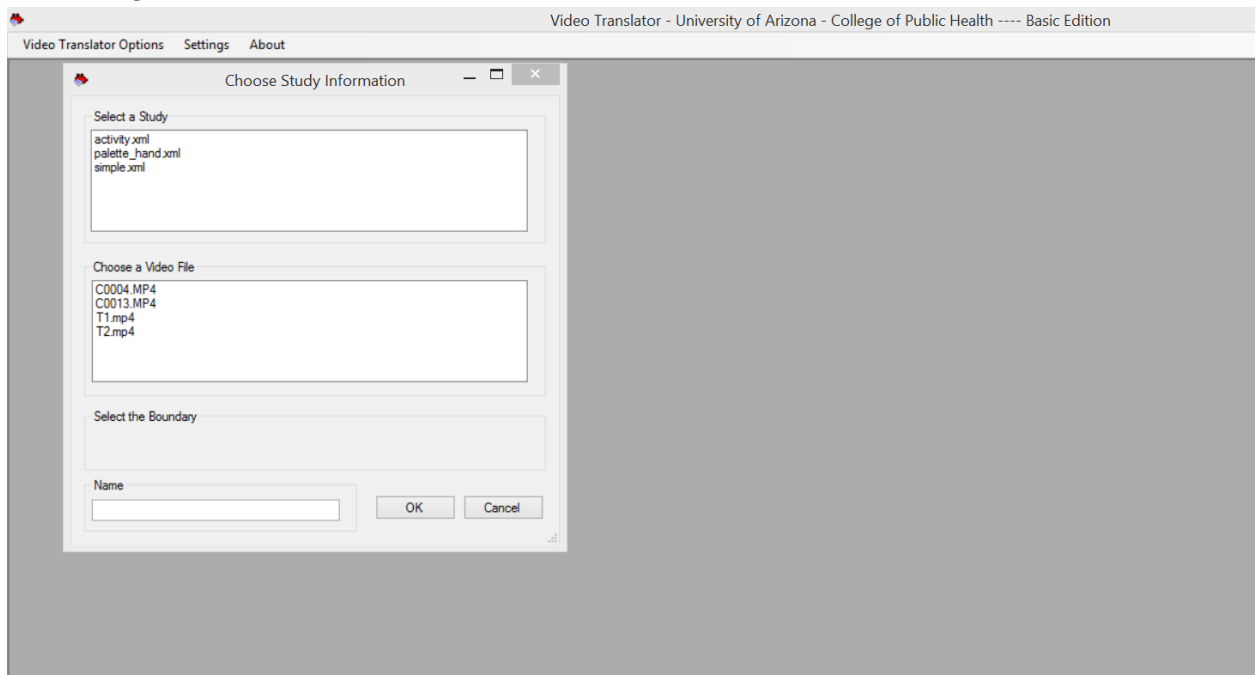 Video Translator - University of Arizona - College of Public Health ---- Basic Edition
Video Translator Options Settings About
Choose Study Information
Select a Study
activity.xml
palette_hand.xml
simple.xml
Choose a Video File
C0004.MP4
C0013.MP4
T1.mp4
T2.mp4
Select the Boundary
Name
OK Cancel